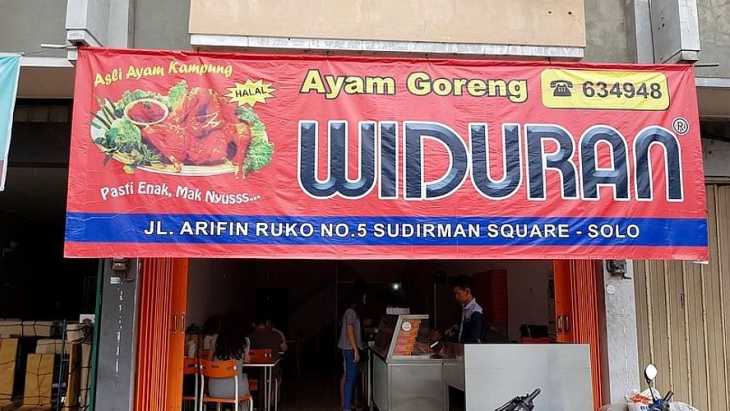 Asli Ayam Kampung
HALAL
Ayam Goreng
☎ 634948
WIDURAN®
Pasti Enak, Mak Nyusss...
JL. ARIFIN RUKO NO.5 SUDIRMAN SQUARE - SOLO